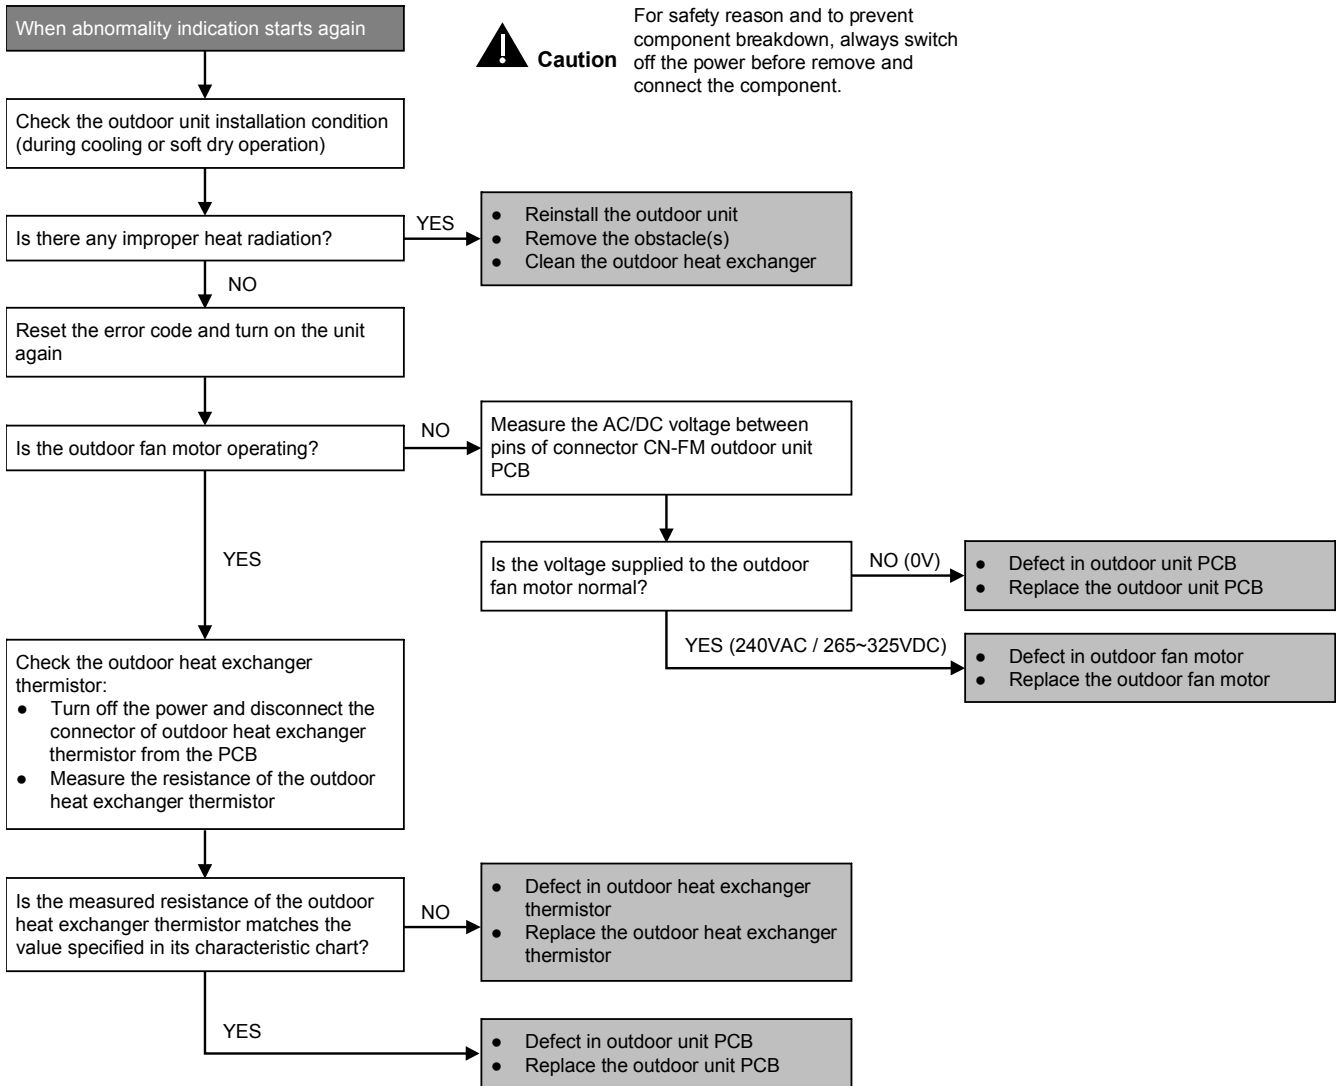 When abnormality indication starts again
For safety reason and to prevent
component breakdown, always switch
off the power before remove and
connect the component.
Caution
Check the outdoor unit installation condition
(during cooling or soft dry operation)
Is there any improper heat radiation?
YES
● Reinstall the outdoor unit
● Remove the obstacle(s)
● Clean the outdoor heat exchanger
NO
Reset the error code and turn on the unit
again
Is the outdoor fan motor operating?
NO
Measure the AC/DC voltage between
pins of connector CN-FM outdoor unit
PCB
YES
Is the voltage supplied to the outdoor
fan motor normal?
NO (0V)
● Defect in outdoor unit PCB
● Replace the outdoor unit PCB
YES (240VAC / 265~325VDC)
● Defect in outdoor fan motor
● Replace the outdoor fan motor
Check the outdoor heat exchanger
thermistor:
● Turn off the power and disconnect the
connector of outdoor heat exchanger
thermistor from the PCB
● Measure the resistance of the outdoor
heat exchanger thermistor
Is the measured resistance of the outdoor
heat exchanger thermistor matches the
value specified in its characteristic chart?
NO
● Defect in outdoor heat exchanger
thermistor
● Replace the outdoor heat exchanger
thermistor
YES
● Defect in outdoor unit PCB
● Replace the outdoor unit PCB